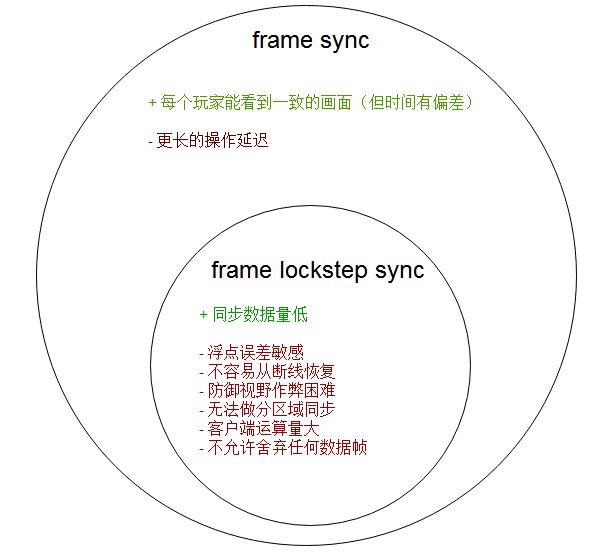 frame sync
+ 每个玩家能看到一致的画面（但时间有偏差）
- 更长的操作延迟
frame lockstep sync
+ 同步数据量低
- 浮点误差敏感
- 不容易从断线恢复
- 防御视野作弊困难
- 无法做分区域同步
- 客户端运算量大
- 不允许舍弃任何数据帧